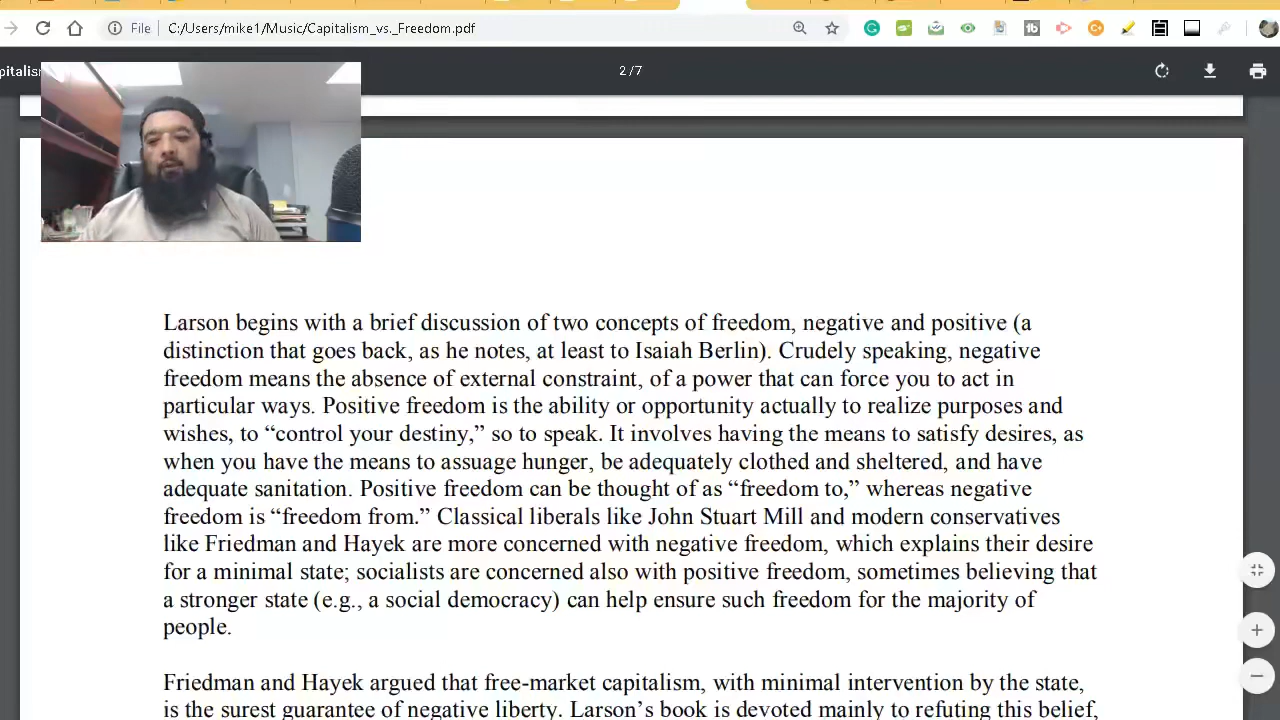 File
C:/Users/mike1/Music/Capitalism_vs._Freedom.pdf
2/7
Larson begins with a brief discussion of two concepts of freedom, negative and positive (a
distinction that goes back, as he notes, at least to Isaiah Berlin). Crudely speaking, negative
freedom means the absence of external constraint, of a power that can force you to act in
particular ways. Positive freedom is the ability or opportunity actually to realize purposes and
wishes, to “control your destiny,” so to speak. It involves having the means to satisfy desires, as
when you have the means to assuage hunger, be adequately clothed and sheltered, and have
adequate sanitation. Positive freedom can be thought of as “freedom to,” whereas negative
freedom is “freedom from.” Classical liberals like John Stuart Mill and modern conservatives
like Friedman and Hayek are more concerned with negative freedom, which explains their desire
for a minimal state; socialists are concerned also with positive freedom, sometimes believing that
a stronger state (e.g., a social democracy) can help ensure such freedom for the majority of
people.
Friedman and Hayek argued that free-market capitalism, with minimal intervention by the state,
is the surest guarantee of negative liberty. Larson’s book is devoted mainly to refuting this belief,